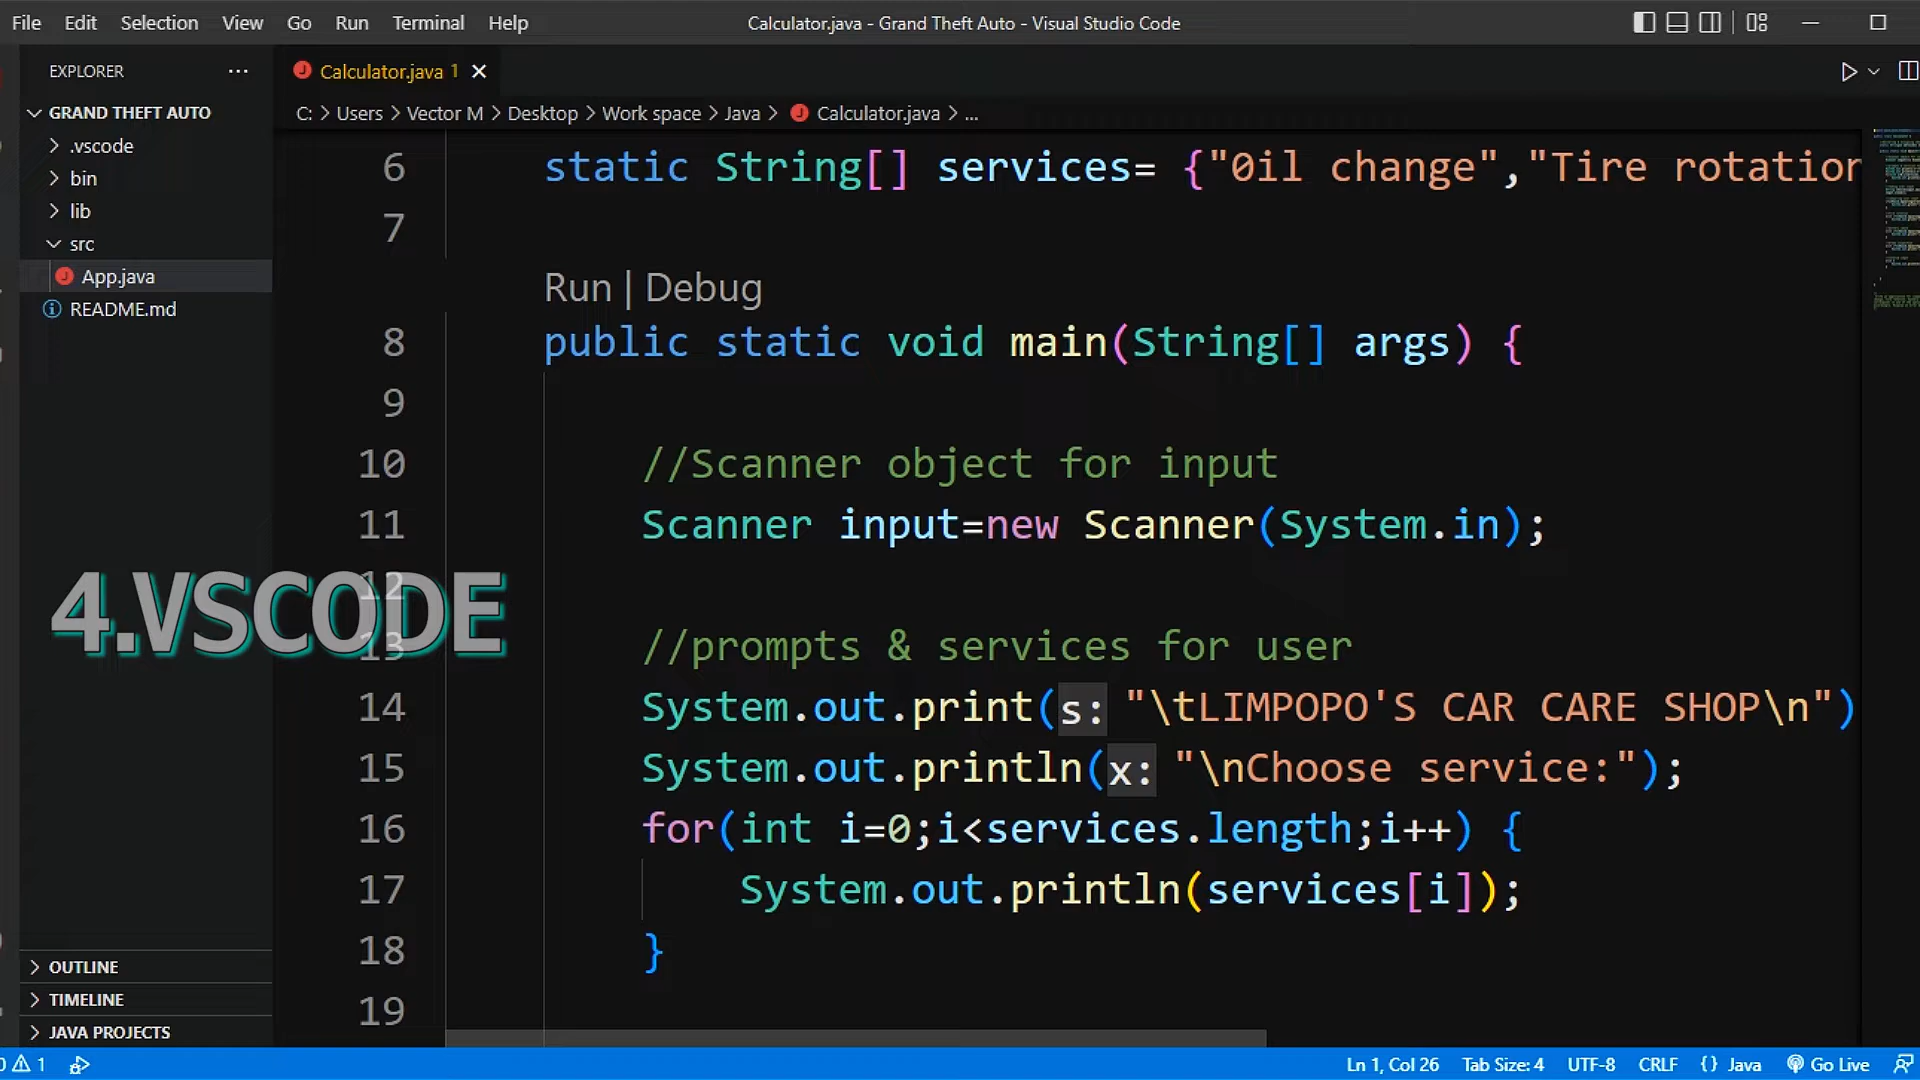 File Edit Selection View Go Run Terminal Help
Calculator.java - Grand Theft Auto - Visual Studio Code
EXPLORER ...
Calculator.java 1
GRAND THEFT AUTO
C: > Users > Vector M > Desktop > Work space > Java > Calculator.java > ...
.vscode
bin
lib
src
App.java
README.md
6 static String[] services= {"Oil change","Tire rotation
7
Run | Debug
8 public static void main(String[] args) {
9
10 //Scanner object for input
11 Scanner input=new Scanner(System.in);
12
4.VSCODE
13 //prompts & services for user
14 System.out.print(s: "\tLIMPOPO'S CAR CARE SHOP\n")
15 System.out.println(x: "\nChoose service:");
16 for(int i=0;i<services.length;i++) {
17 System.out.println(services[i]);
18 }
19
OUTLINE
TIMELINE
JAVA PROJECTS
0 1
Ln 1, Col 26 Tab Size: 4 UTF-8 CRLF {} Java Go Live